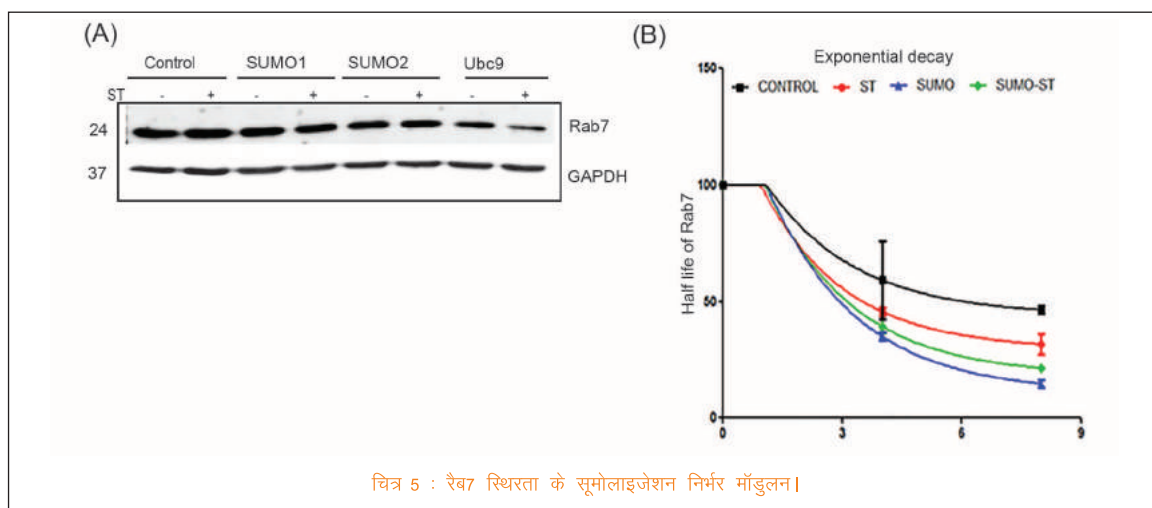 (A)
Control SUMO1 SUMO2 Ubc9
ST - + - + - + - +
24 Rab7
37 GAPDH
(B)
Exponential decay
CONTROL ST SUMO SUMO-ST
Half life of Rab7
150
100
50
0
0 3 6 9
चित्र 5 : रैब7 स्थिरता के सूमोलाइजेशन निर्भर मॉडुलन।